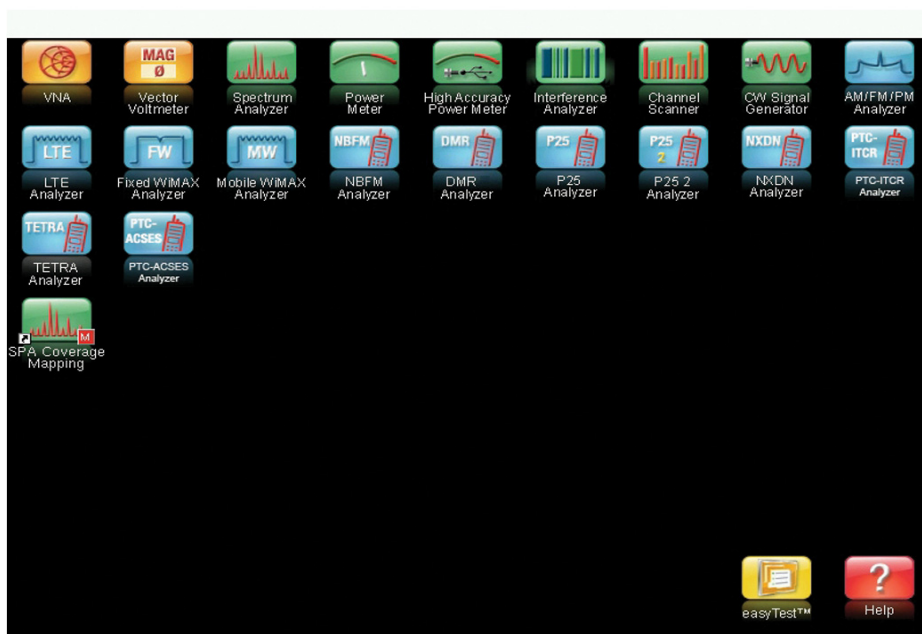 VNA
MAG
Ø
Vector
Voltmeter
Spectrum
Analyzer
Power
Meter
High Accuracy
Power Meter
Interference
Analyzer
Channel
Scanner
CW Signal
Generator
AM/FM/PM
Analyzer
LTE
LTE
Analyzer
FW
Fixed WiMAX
Analyzer
MW
Mobile WiMAX
Analyzer
NBFM
NBFM
Analyzer
DMR
DMR
Analyzer
P25
P25
Analyzer
P25
2
P25 2
Analyzer
NXDN
NXDN
Analyzer
PTC-
ITCR
PTC-ITCR
Analyzer
TETRA
TETRA
Analyzer
PTC-
ACSES
PTC-ACSES
Analyzer
M
SPA Coverage
Mapping
easyTest™
?
Help